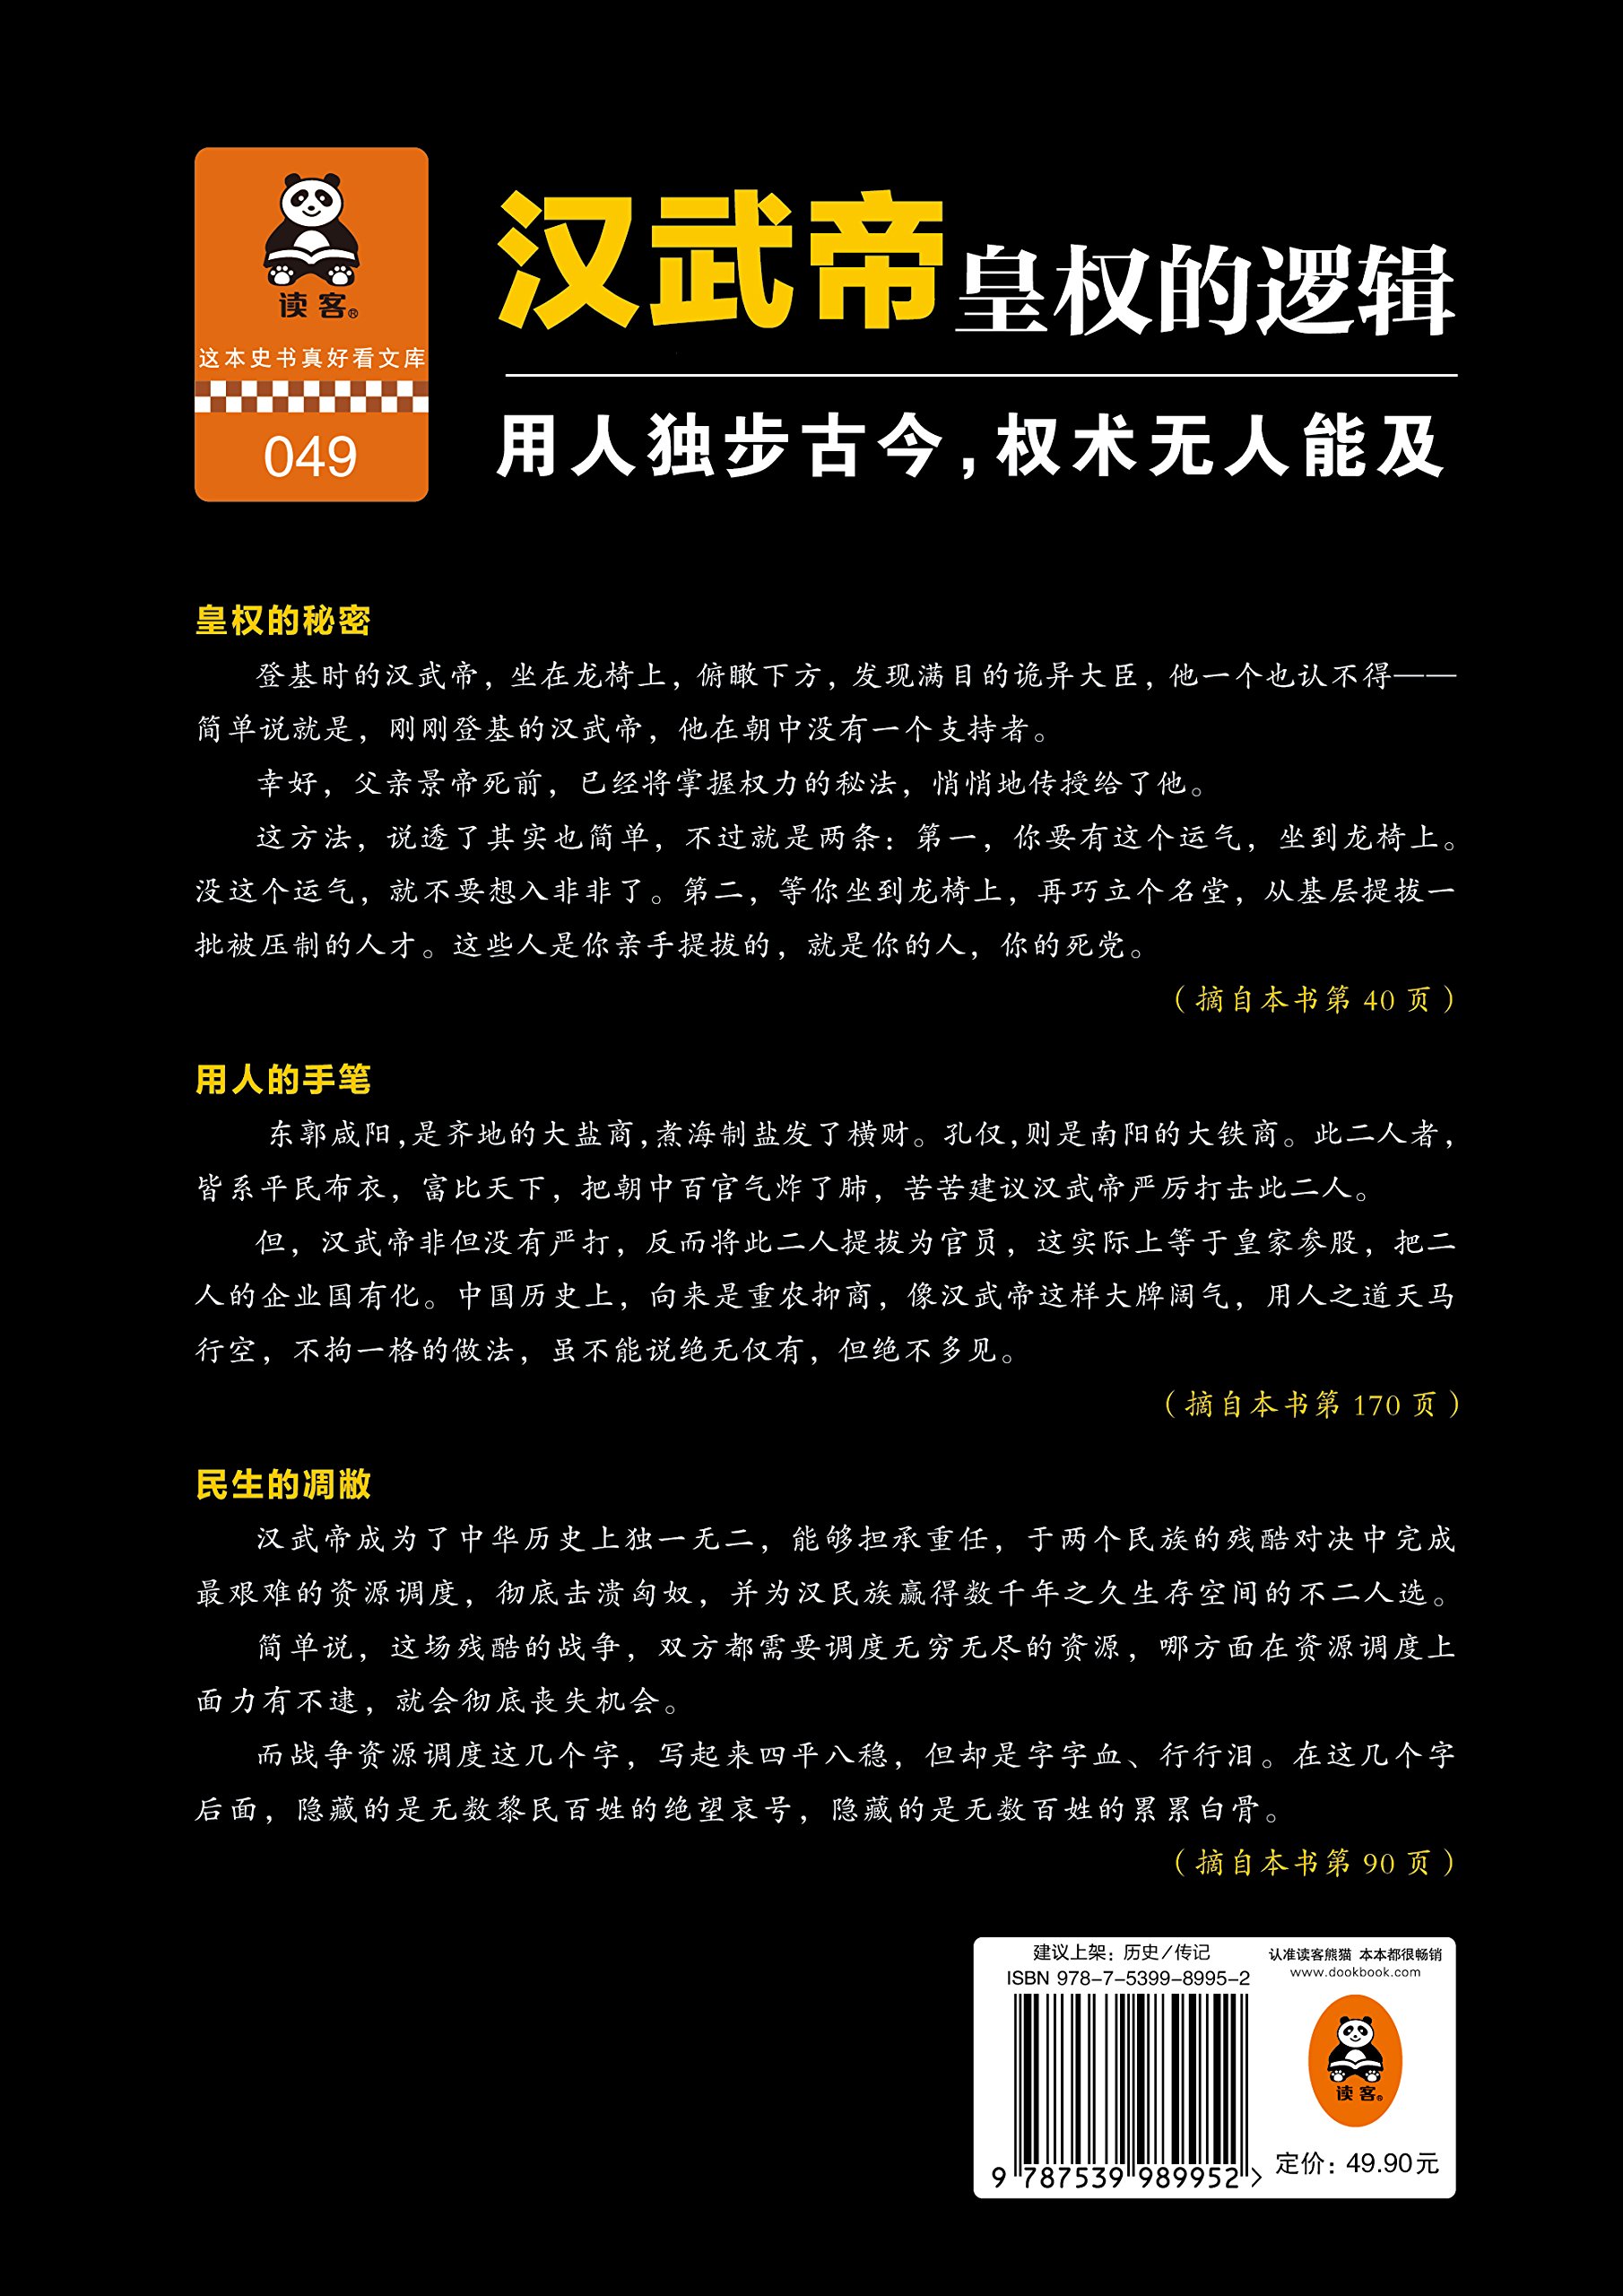 读客®
这本史书真好看文库
049
汉武帝 皇权的逻辑
用人独步古今，权术无人能及
皇权的秘密
登基时的汉武帝，坐在龙椅上，俯瞰下方，发现满目的诡异大臣，他一个也认不得——
简单说就是，刚刚登基的汉武帝，他在朝中没有一个支持者。
幸好，父亲景帝死前，已经将掌握权力的秘法，悄悄地传授给了他。
这方法，说透了其实也简单，不过就是两条：第一，你要有这个运气，坐到龙椅上。
没这个运气，就不要想入非非了。第二，等你坐到龙椅上，再巧立个名堂，从基层提拔一
批被压制的人才。这些人是你亲手提拔的，就是你的人，你的死党。
（摘自本书第 40 页）
用人的手笔
东郭咸阳，是齐地的大盐商，煮海制盐发了横财。孔仅，则是南阳的大铁商。此二人者，
皆系平民布衣，富比天下，把朝中百官气炸了肺，苦苦建议汉武帝严厉打击此二人。
但，汉武帝非但没有严打，反而将此二人提拔为官员，这实际上等于皇家参股，把二
人的企业国有化。中国历史上，向来是重农抑商，像汉武帝这样大牌阔气，用人之道天马
行空，不拘一格的做法，虽不能说绝无仅有，但绝不多见。
（摘自本书第 170 页）
民生的凋敝
汉武帝成为了中华历史上独一无二，能够担承重任，于两个民族的残酷对决中完成
最艰难的资源调度，彻底击溃匈奴，并为汉民族赢得数千年之久生存空间的不二人选。
简单说，这场残酷的战争，双方都需要调度无穷无尽的资源，哪方面在资源调度上
面力有不逮，就会彻底丧失机会。
而战争资源调度这几个字，写起来四平八稳，但却是字字血、行行泪。在这几个字
后面，隐藏的是无数黎民百姓的绝望哀号，隐藏的是无数百姓的累累白骨。
（摘自本书第 90 页）
建议上架：历史／传记
ISBN 978-7-5399-8995-2
9 787539 989952 >
认准读客熊猫 本本都很畅销
www.dookbook.com
读客®
定价：49.90元